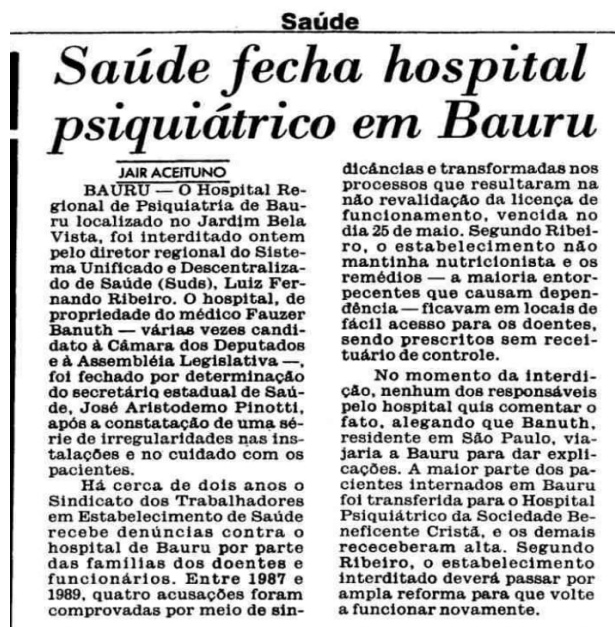 Saúde
Saúde fecha hospital
psiquiátrico em Bauru
JAIR ACEITUNO
BAURU — O Hospital Re-
gional de Psiquiatria de Bau-
ru localizado no Jardim Bela
Vista, foi interditado ontem
pelo diretor regional do Siste-
ma Unificado e Descentraliza-
do de Saúde (Suds), Luiz Fer-
nando Ribeiro. O hospital, de
propriedade do médico Fauzer
Banuth — várias vezes candi-
dato à Câmara dos Deputados
e à Assembléia Legislativa —,
foi fechado por determinação
do secretário estadual de Saú-
de, José Aristodemo Pinotti,
após a constatação de uma sé-
rie de irregularidades nas ins-
talações e no cuidado com os
pacientes.
Há cerca de dois anos o
Sindicato dos Trabalhadores
em Estabelecimento de Saúde
recebe denúncias contra o
hospital de Bauru por parte
das famílias dos doentes e
funcionários. Entre 1987 e
1989, quatro acusações foram
comprovadas por meio de sin-
dicâncias e transformadas nos
processos que resultaram na
não revalidação da licença de
funcionamento, vencida no
dia 25 de maio. Segundo Ribei-
ro, o estabelecimento não
mantinha nutricionista e os
remédios — a maioria entor-
pecentes que causam depen-
dência — ficavam em locais de
fácil acesso para os doentes,
sendo prescritos sem recei-
tuário de controle.
No momento da interdi-
ção, nenhum dos responsáveis
pelo hospital quis comentar o
fato, alegando que Banuth,
residente em São Paulo, via-
jaria a Bauru para dar expli-
cações. A maior parte dos pa-
cientes internados em Bauru
foi transferida para o Hospital
Psiquiátrico da Sociedade Be-
neficente Cristã, e os demais
receceberam alta. Segundo
Ribeiro, o estabelecimento
interditado deverá passar por
ampla reforma para que volte
a funcionar novamente.